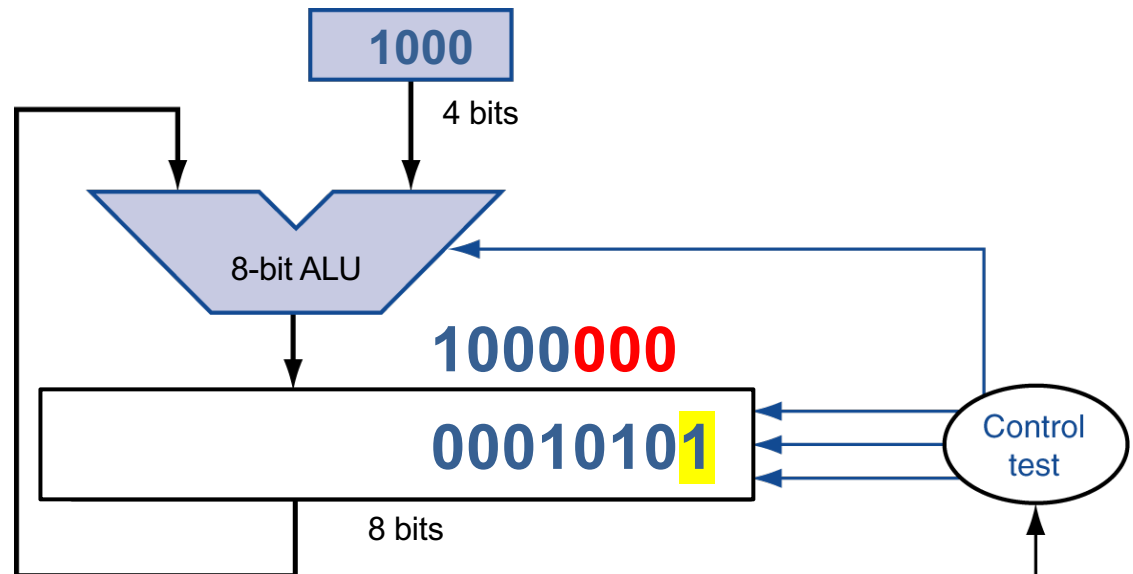 1000
4 bits
8-bit ALU
1000000
00010101
Control
test
8 bits